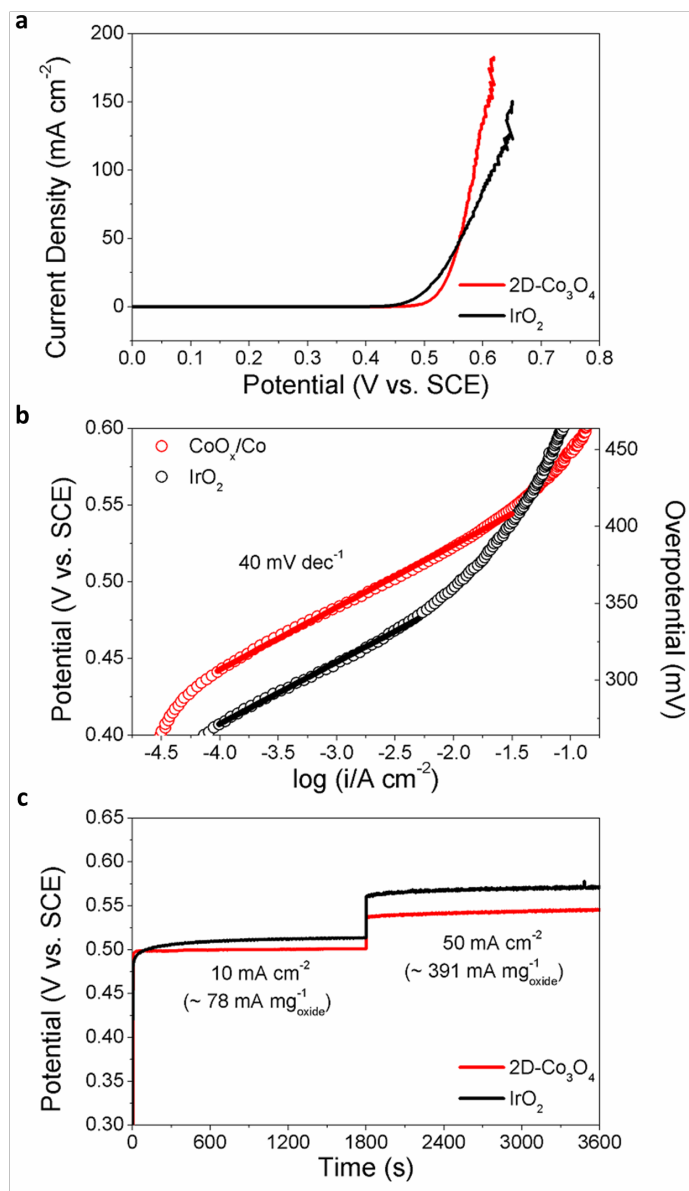 a
200
150
100
50
0
Current Density (mA cm⁻²)
2D-Co₃O₄
IrO₂
0.0 0.1 0.2 0.3 0.4 0.5 0.6 0.7 0.8
Potential (V vs. SCE)
b
0.60
0.55
0.50
0.45
0.40
Potential (V vs. SCE)
CoOₓ/Co
IrO₂
40 mV dec⁻¹
450
400
350
300
Overpotential (mV)
-4.5 -4.0 -3.5 -3.0 -2.5 -2.0 -1.5 -1.0
log (i/A cm⁻²)
c
0.65
0.60
0.55
0.50
0.45
0.40
0.35
0.30
Potential (V vs. SCE)
10 mA cm⁻²
(~ 78 mA mg⁻¹oxide)
50 mA cm⁻²
(~ 391 mA mg⁻¹oxide)
2D-Co₃O₄
IrO₂
0 600 1200 1800 2400 3000 3600
Time (s)